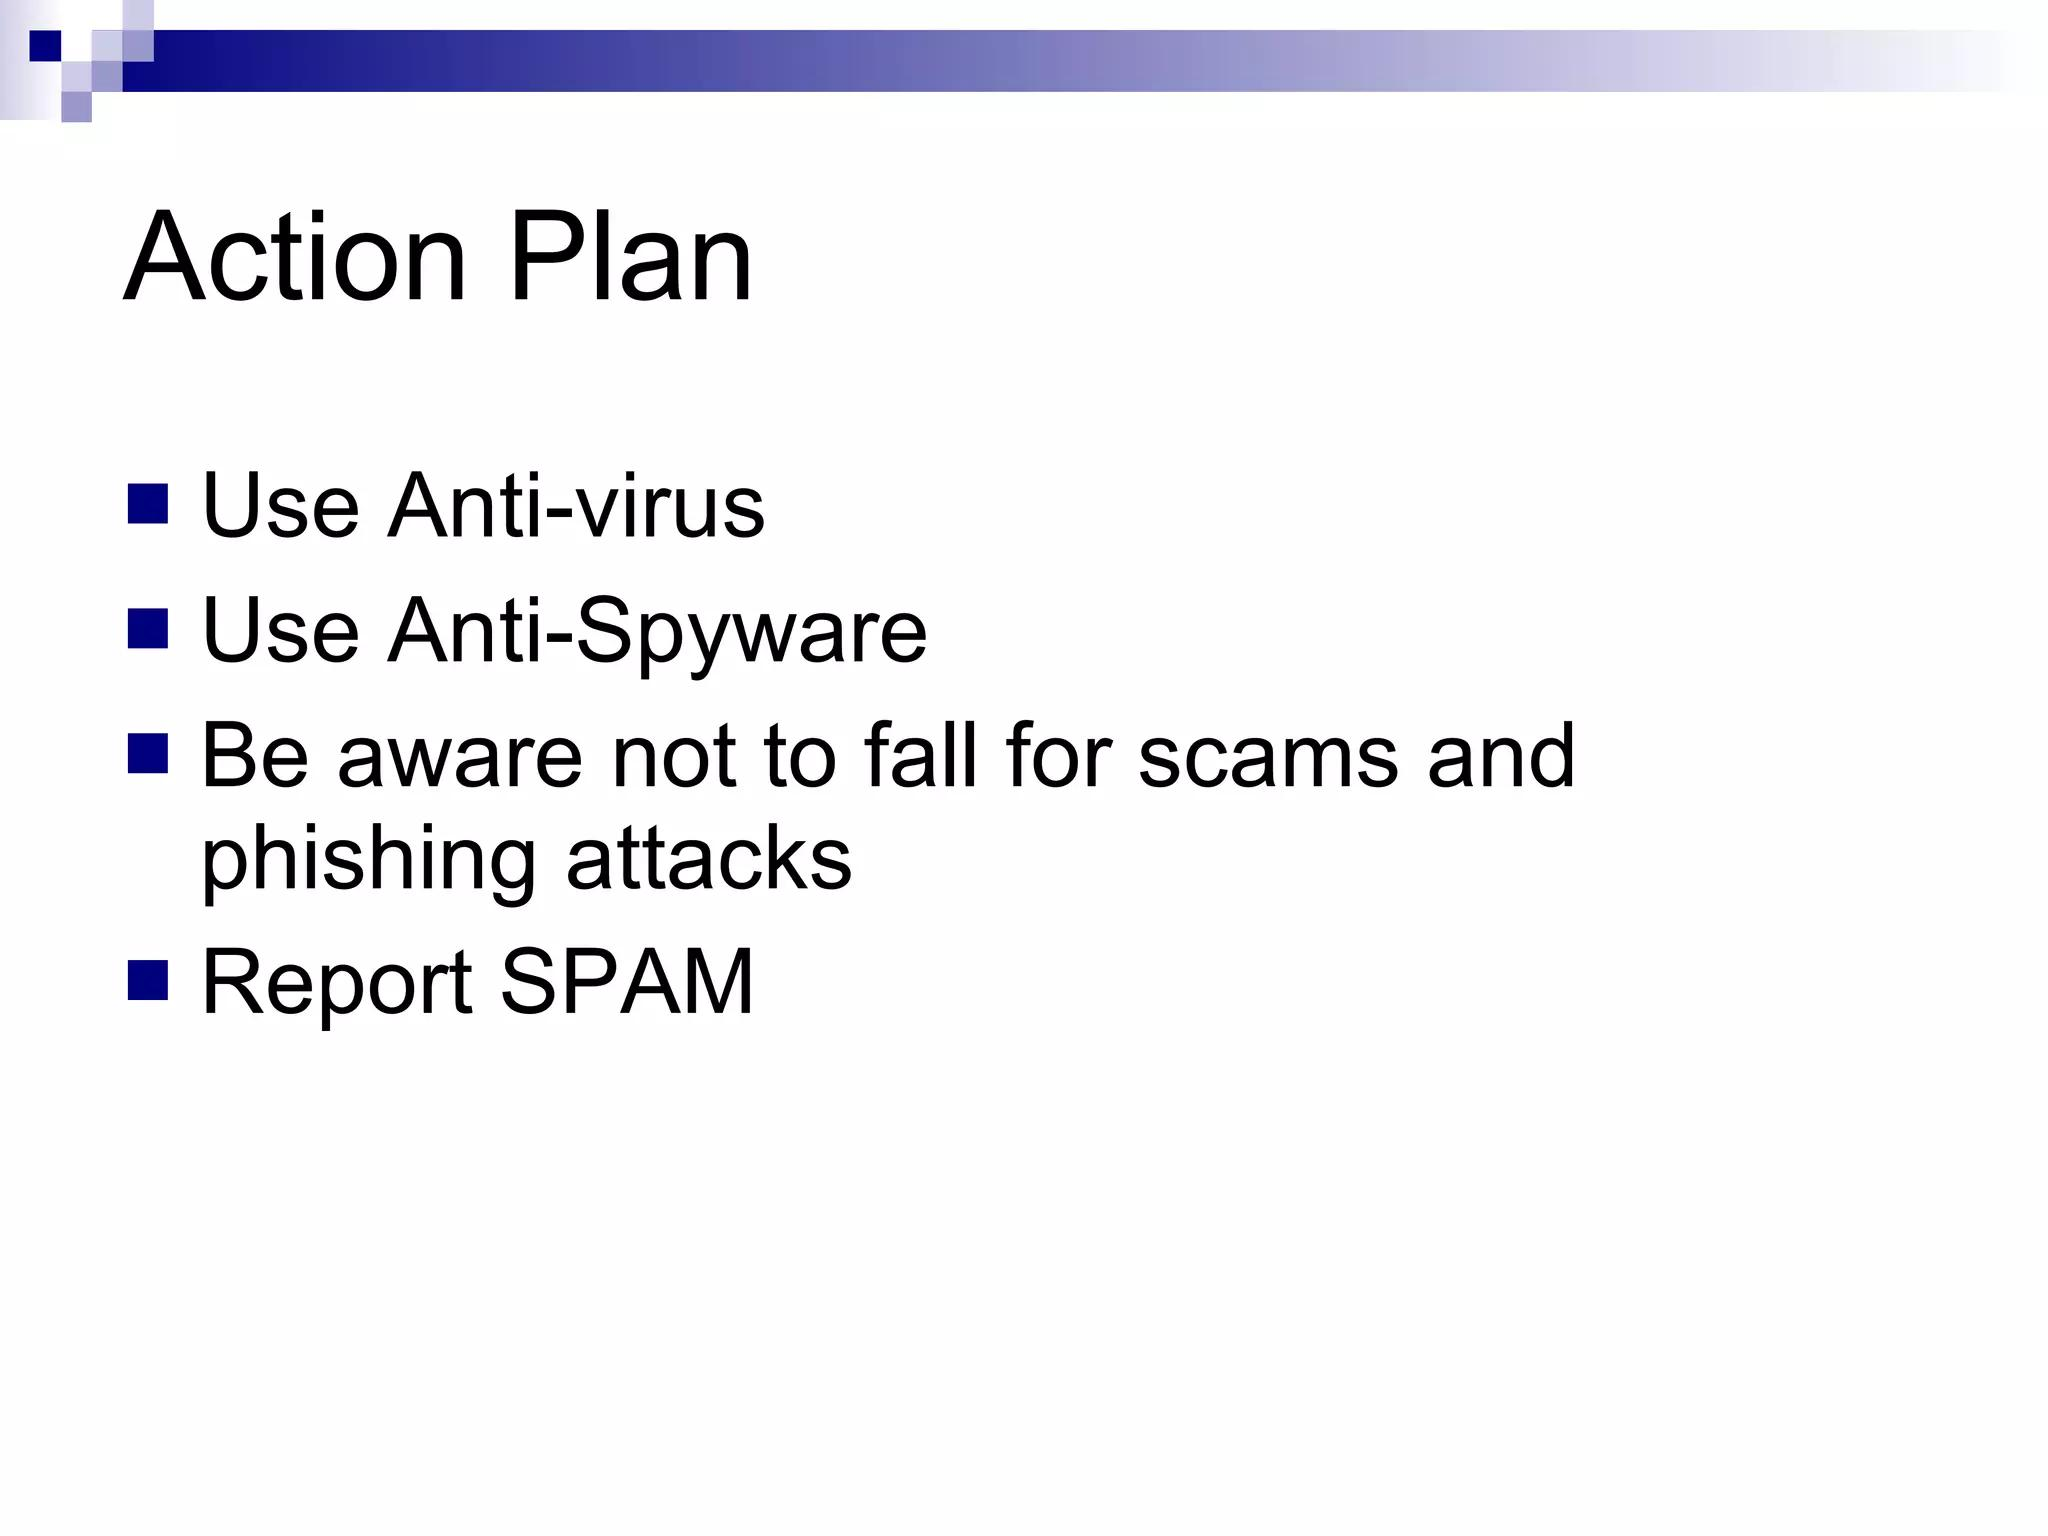 Action Plan
Use Anti-virus
Use Anti-Spyware
Be aware not to fall for scams and
phishing attacks
Report SPAM